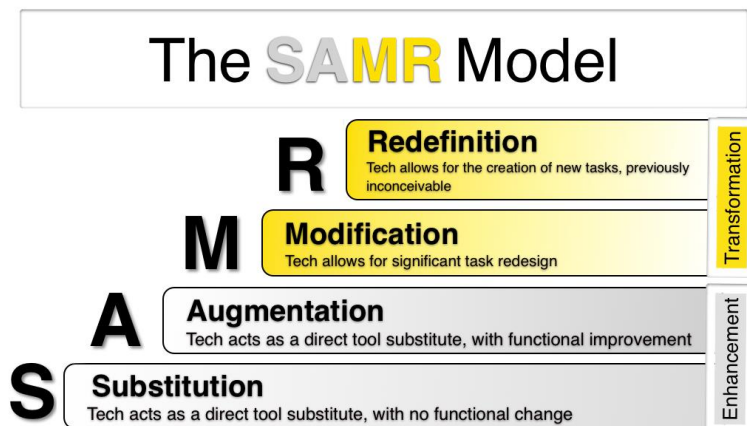 The SAMR Model
R
Redefinition
Tech allows for the creation of new tasks, previously
inconceivable
M
Modification
Tech allows for significant task redesign
Transformation
A
Augmentation
Tech acts as a direct tool substitute, with functional improvement
S
Substitution
Tech acts as a direct tool substitute, with no functional change
Enhancement